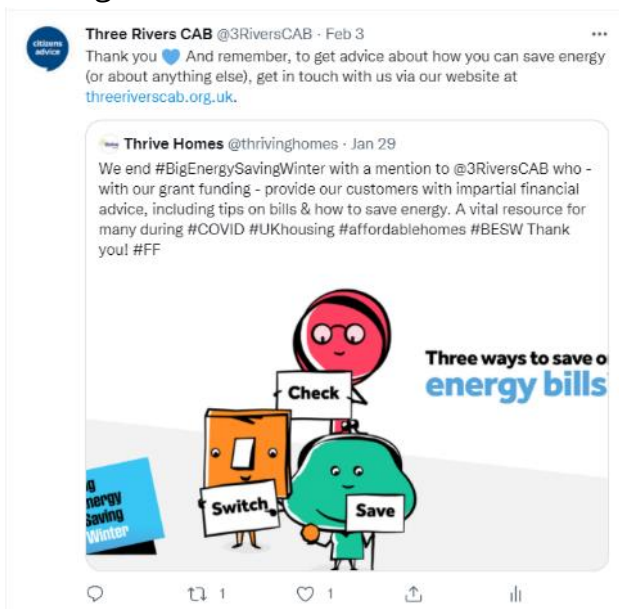 Three Rivers CAB @3RiversCAB · Feb 3
citizens
advice
Thank you 💙 And remember, to get advice about how you can save energy
(or about anything else), get in touch with us via our website at
threeriverscab.org.uk.
Thrive Homes @thrivinghomes · Jan 29
We end #BigEnergySavingWinter with a mention to @3RiversCAB who -
with our grant funding - provide our customers with impartial financial
advice, including tips on bills & how to save energy. A vital resource for
many during #COVID #UKhousing #affordablehomes #BESW Thank
you! #FF
Three ways to save o
energy bills
Check
Switch
Save
g
nergy
Saving
Winter
1
1